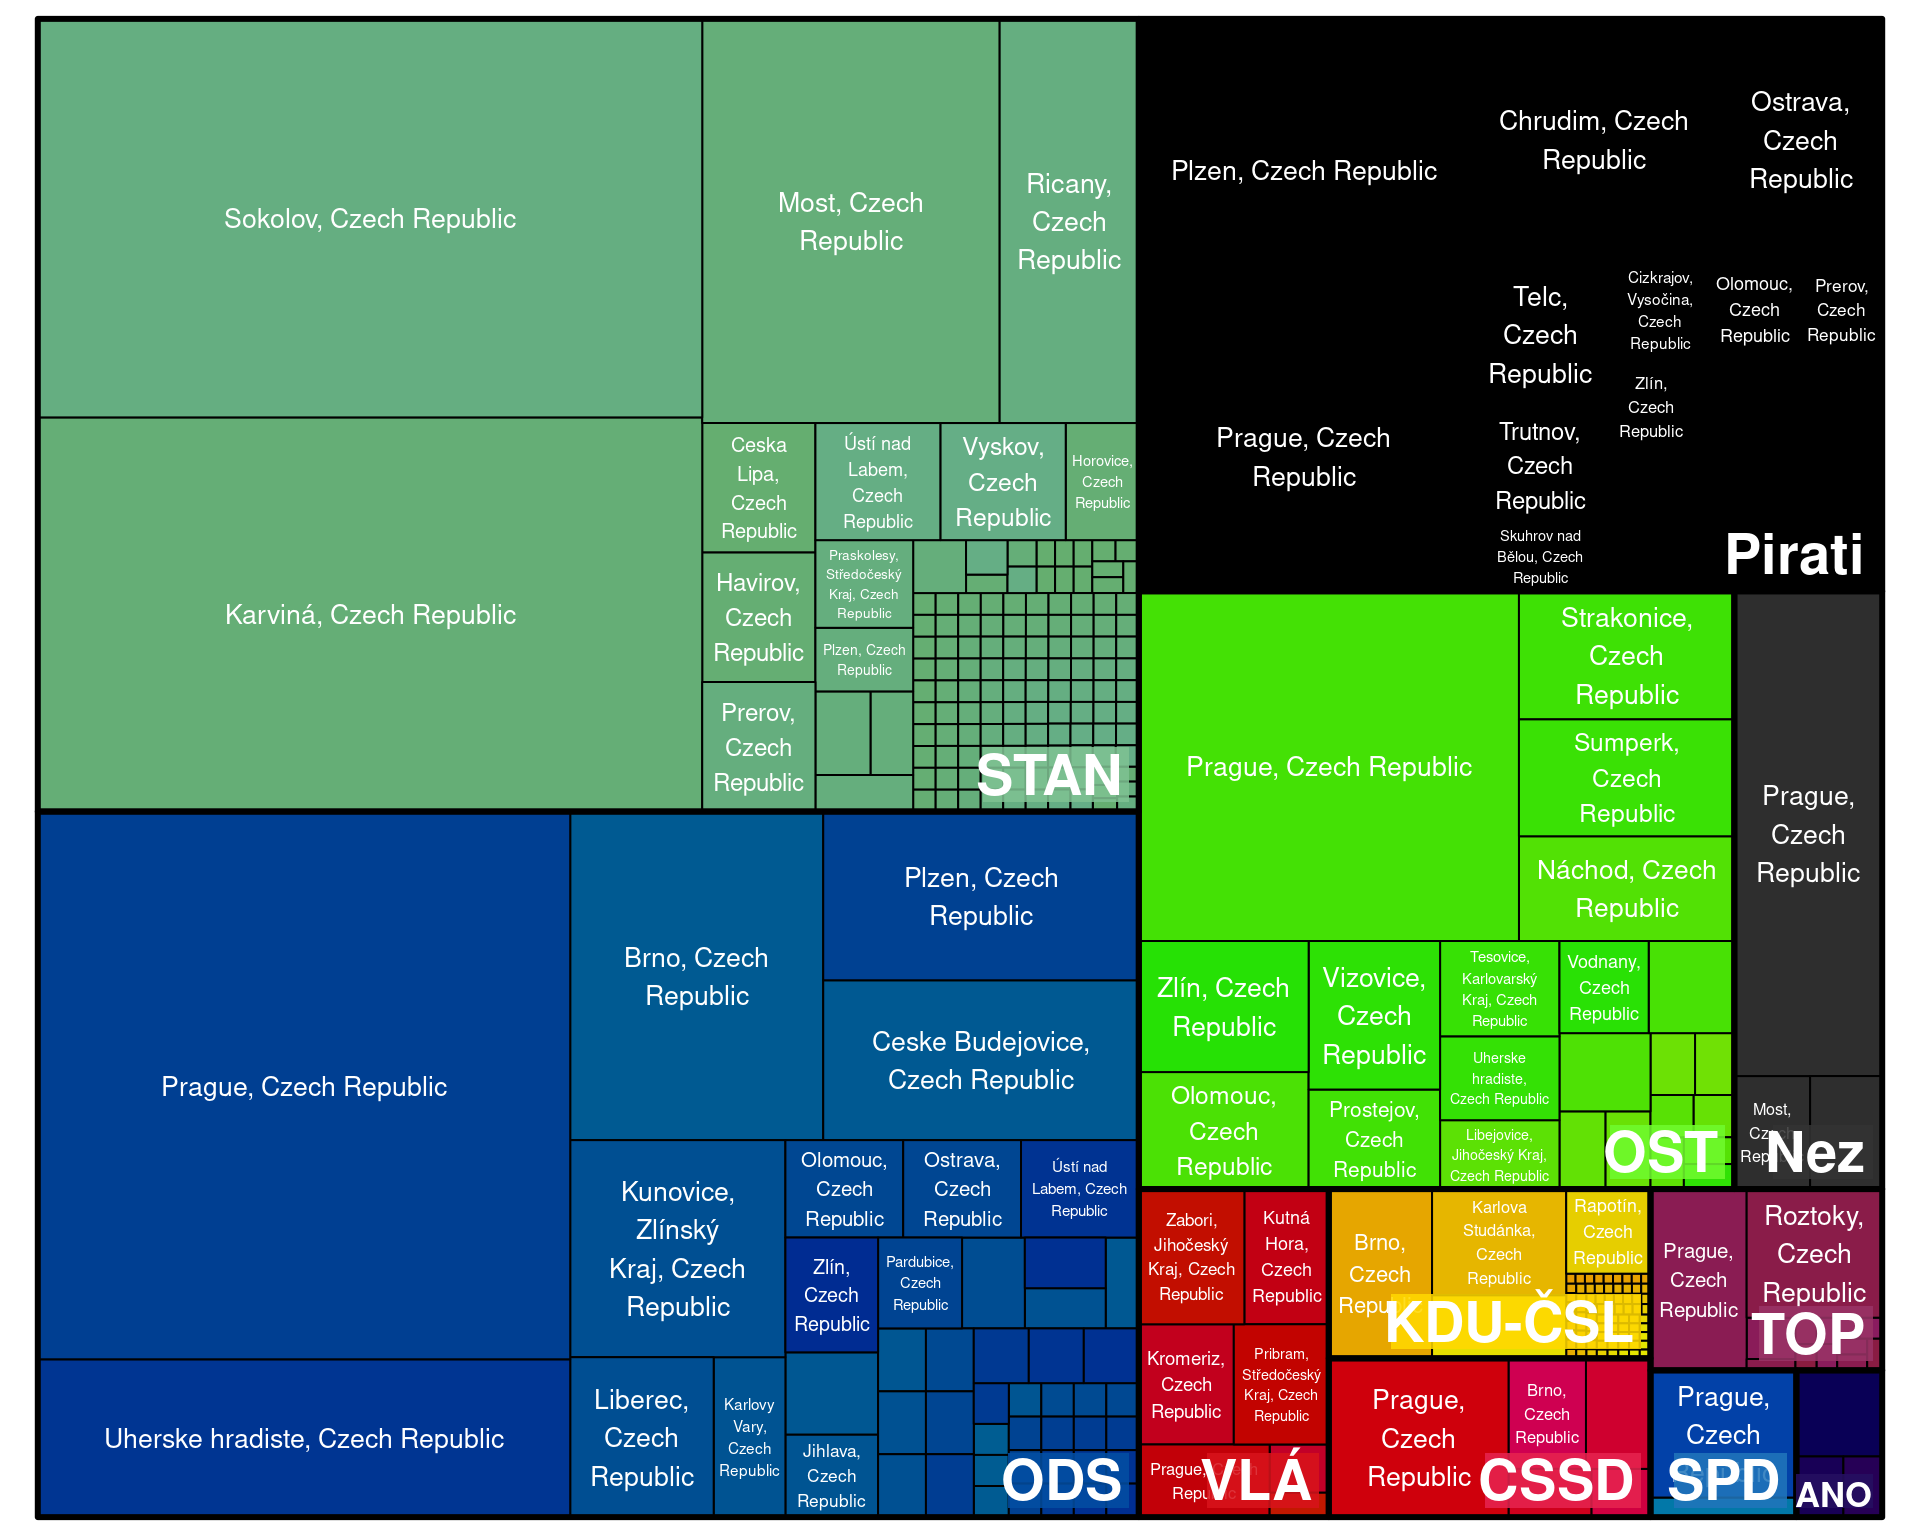 Sokolov, Czech Republic
Karviná, Czech Republic
Most, Czech
Republic
Ricany,
Czech
Republic
Ceska
Lipa,
Czech
Republic
Ústí nad
Labem,
Czech
Republic
Vyskov,
Czech
Republic
Horovice,
Czech
Republic
Havirov,
Czech
Republic
Praskolesy,
Středočeský
Kraj, Czech
Republic
Plzen, Czech
Republic
Prerov,
Czech
Republic
STAN
Plzen, Czech Republic
Chrudim, Czech
Republic
Ostrava,
Czech
Republic
Prague, Czech
Republic
Telc,
Czech
Republic
Cizkrajov,
Vysočina,
Czech
Republic
Olomouc,
Czech
Republic
Prerov,
Czech
Republic
Zlín,
Czech
Republic
Trutnov,
Czech
Republic
Skuhrov nad
Bělou, Czech
Republic
Pirati
Prague, Czech Republic
Uherske hradiste, Czech Republic
Brno, Czech
Republic
Plzen, Czech
Republic
Ceske Budejovice,
Czech Republic
Kunovice,
Zlínský
Kraj, Czech
Republic
Olomouc,
Czech
Republic
Ostrava,
Czech
Republic
Ústí nad
Labem, Czech
Republic
Zlín,
Czech
Republic
Pardubice,
Czech
Republic
Liberec,
Czech
Republic
Karlovy
Vary,
Czech
Republic
Jihlava,
Czech
Republic
ODS
Prague, Czech Republic
Strakonice,
Czech
Republic
Sumperk,
Czech
Republic
Náchod, Czech
Republic
Zlín, Czech
Republic
Vizovice,
Czech
Republic
Tesovice,
Karlovarský
Kraj, Czech
Republic
Vodnany,
Czech
Republic
Olomouc,
Czech
Republic
Prostejov,
Czech
Republic
Uherske
hradiste,
Czech Republic
Libejovice,
Jihočeský Kraj,
Czech Republic
OST
Prague,
Czech
Republic
Most,
Nez
Zabori,
Jihočeský
Kraj, Czech
Republic
Kutná
Hora,
Czech
Republic
Kromeriz,
Czech
Republic
Pribram,
Středočeský
Kraj, Czech
Republic
Prague,
VLÁ
Brno,
Czech
Karlova
Studánka,
Czech
Republic
Rapotín,
Czech
Republic
KDU-ČSL
Prague,
Czech
Republic
Brno,
Czech
Republic
CSSD
Prague,
Czech
Republic
Roztoky,
Czech
Republic
TOP
Prague,
Czech
SPD
ANO